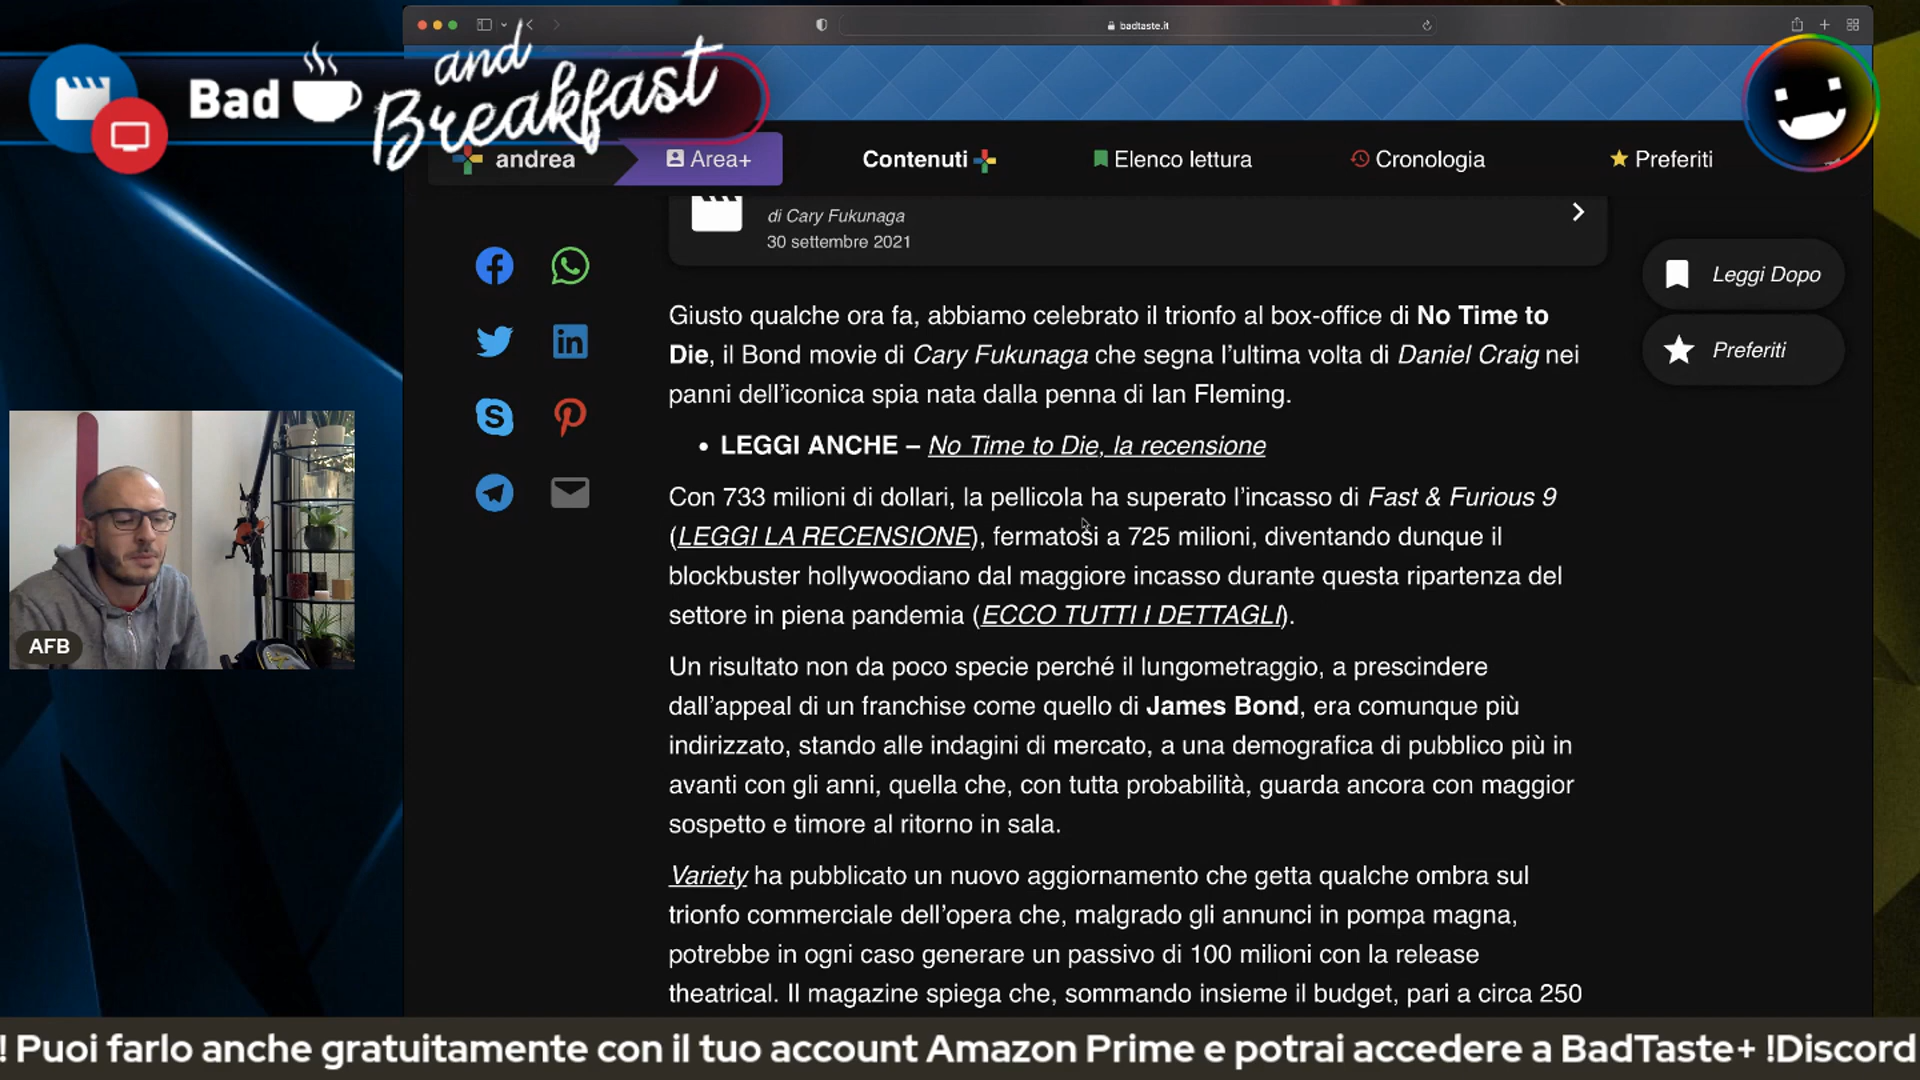 badtaste.it
Bad and Breakfast
andrea
Area+
Contenuti
Elenco lettura
Cronologia
Preferiti
di Cary Fukunaga
30 settembre 2021
Leggi Dopo
Preferiti
Giusto qualche ora fa, abbiamo celebrato il trionfo al box-office di No Time to
Die, il Bond movie di Cary Fukunaga che segna l'ultima volta di Daniel Craig nei
panni dell'iconica spia nata dalla penna di Ian Fleming.
• LEGGI ANCHE – No Time to Die, la recensione
Con 733 milioni di dollari, la pellicola ha superato l'incasso di Fast & Furious 9
(LEGGI LA RECENSIONE), fermatosi a 725 milioni, diventando dunque il
blockbuster hollywoodiano dal maggiore incasso durante questa ripartenza del
settore in piena pandemia (ECCO TUTTI I DETTAGLI).
Un risultato non da poco specie perché il lungometraggio, a prescindere
dall'appeal di un franchise come quello di James Bond, era comunque più
indirizzato, stando alle indagini di mercato, a una demografica di pubblico più in
avanti con gli anni, quella che, con tutta probabilità, guarda ancora con maggior
sospetto e timore al ritorno in sala.
Variety ha pubblicato un nuovo aggiornamento che getta qualche ombra sul
trionfo commerciale dell'opera che, malgrado gli annunci in pompa magna,
potrebbe in ogni caso generare un passivo di 100 milioni con la release
theatrical. Il magazine spiega che, sommando insieme il budget, pari a circa 250
AFB
! Puoi farlo anche gratuitamente con il tuo account Amazon Prime e potrai accedere a BadTaste+ !Discord